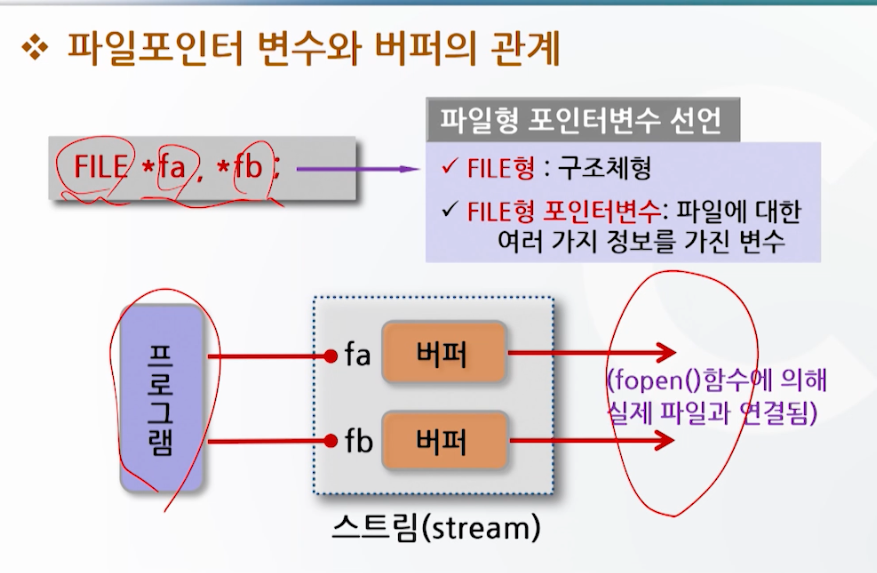 ❖ 파일포인터 변수와 버퍼의 관계
FILE *fa, *fb;
파일형 포인터변수 선언
✓ FILE형 : 구조체형
✓ FILE형 포인터변수: 파일에 대한
여러 가지 정보를 가진 변수
프로그램
fa 버퍼
fb 버퍼
(fopen()함수에 의해
실제 파일과 연결됨)
스트림(stream)